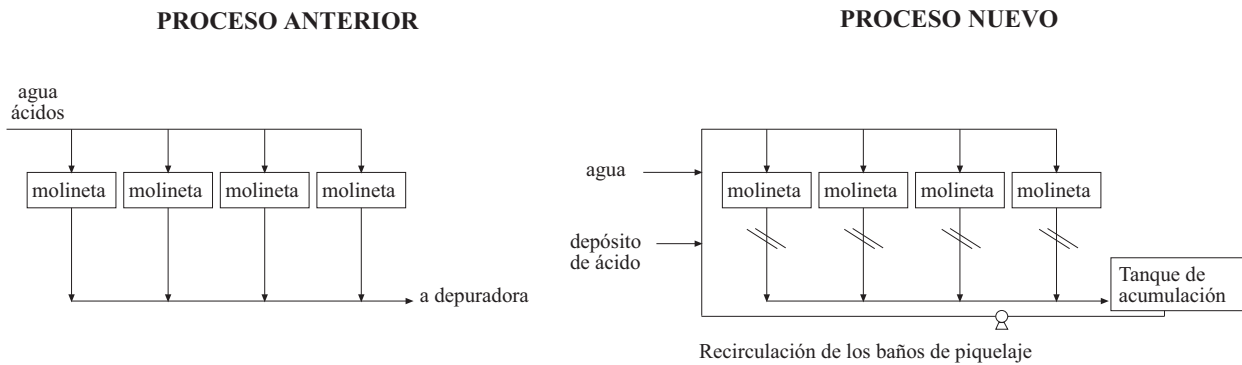 PROCESO ANTERIOR
agua
ácidos
molineta molineta molineta molineta
a depuradora
PROCESO NUEVO
agua
molineta molineta molineta molineta
depósito
de ácido
Tanque de
acumulación
Recirculación de los baños de piquelaje